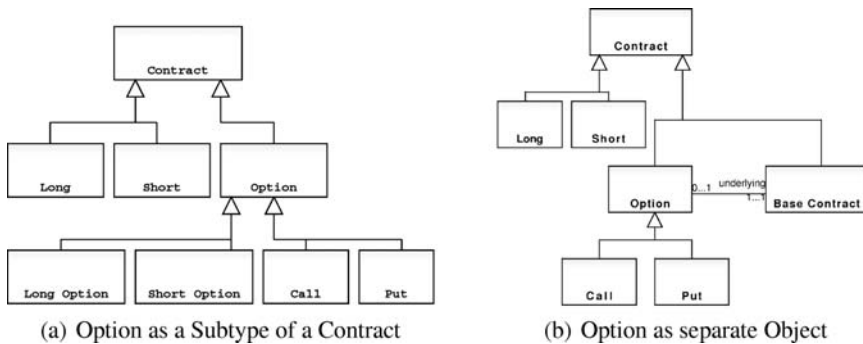 Contract
Long
Short
Option
Long Option
Short Option
Call
Put
(a) Option as a Subtype of a Contract
Contract
Long
Short
Option
0...1
underlying
1...1
Base Contract
Call
Put
(b) Option as separate Object